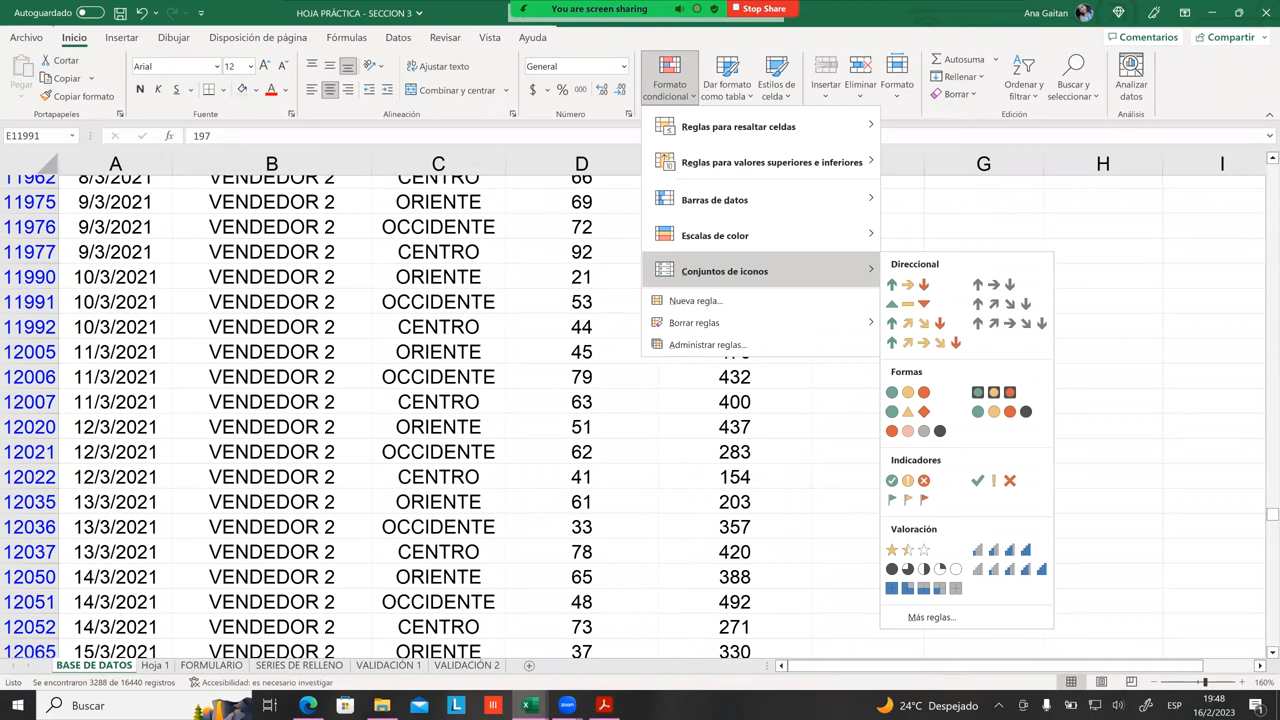 Autoguardado
HOJA PRÁCTICA - SECCION 3
You are screen sharing
Stop Share
Ana Gaitan
Archivo Inicio Insertar Dibujar Disposición de página Fórmulas Datos Revisar Vista Ayuda
Comentarios Compartir
Pegar
Cortar
Copiar
Copiar formato
Portapapeles
Arial 12
N K S
Fuente
Ajustar texto
Combinar y centrar
Alineación
General
$ % 000
Número
Formato condicional
Dar formato como tabla
Estilos de celda
Insertar Eliminar Formato
Autosuma
Rellenar
Borrar
Ordenar y filtrar
Buscar y seleccionar
Edición
Analizar datos
Análisis
E11991 fx 197
A B C D G H I
11962 8/3/2021 VENDEDOR 2 CENTRO 66
11975 9/3/2021 VENDEDOR 2 ORIENTE 69
11976 9/3/2021 VENDEDOR 2 OCCIDENTE 72
11977 9/3/2021 VENDEDOR 2 CENTRO 92
11990 10/3/2021 VENDEDOR 2 ORIENTE 21
11991 10/3/2021 VENDEDOR 2 OCCIDENTE 53
11992 10/3/2021 VENDEDOR 2 CENTRO 44
12005 11/3/2021 VENDEDOR 2 ORIENTE 45
12006 11/3/2021 VENDEDOR 2 OCCIDENTE 79 432
12007 11/3/2021 VENDEDOR 2 CENTRO 63 400
12020 12/3/2021 VENDEDOR 2 ORIENTE 51 437
12021 12/3/2021 VENDEDOR 2 OCCIDENTE 62 283
12022 12/3/2021 VENDEDOR 2 CENTRO 41 154
12035 13/3/2021 VENDEDOR 2 ORIENTE 61 203
12036 13/3/2021 VENDEDOR 2 OCCIDENTE 33 357
12037 13/3/2021 VENDEDOR 2 CENTRO 78 420
12050 14/3/2021 VENDEDOR 2 ORIENTE 65 388
12051 14/3/2021 VENDEDOR 2 OCCIDENTE 48 492
12052 14/3/2021 VENDEDOR 2 CENTRO 73 271
12065 15/3/2021 VENDEDOR 2 ORIENTE 37 330
Reglas para resaltar celdas
Reglas para valores superiores e inferiores
Barras de datos
Escalas de color
Conjuntos de iconos
Nueva regla...
Borrar reglas
Administrar reglas...
Direccional
Formas
Indicadores
Valoración
Más reglas...
BASE DE DATOS Hoja 1 FORMULARIO SERIES DE RELLENO VALIDACIÓN 1 VALIDACIÓN 2
Listo Se encontraron 3288 de 16440 registros Accesibilidad: es necesario investigar
160%
Buscar
24°C Despejado
ESP
19:48
16/2/2023